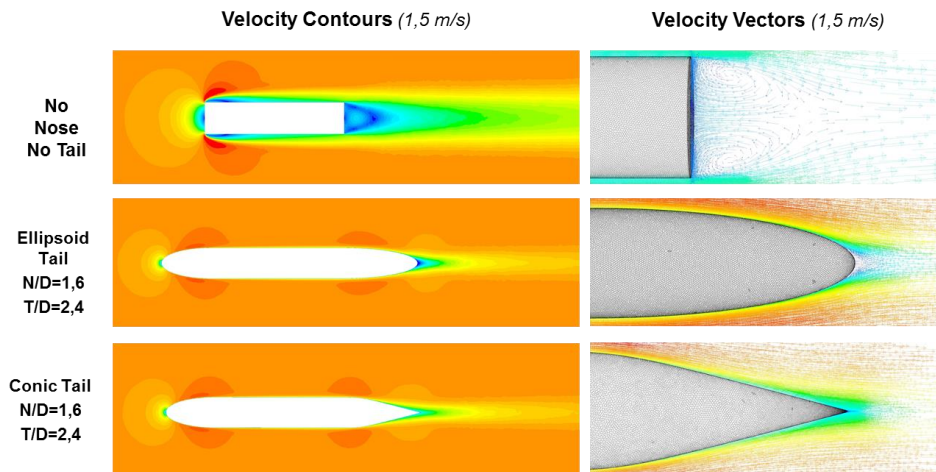 Velocity Contours (1,5 m/s)
Velocity Vectors (1,5 m/s)
No
Nose
No Tail
Ellipsoid
Tail
N/D=1,6
T/D=2,4
Conic Tail
N/D=1,6
T/D=2,4